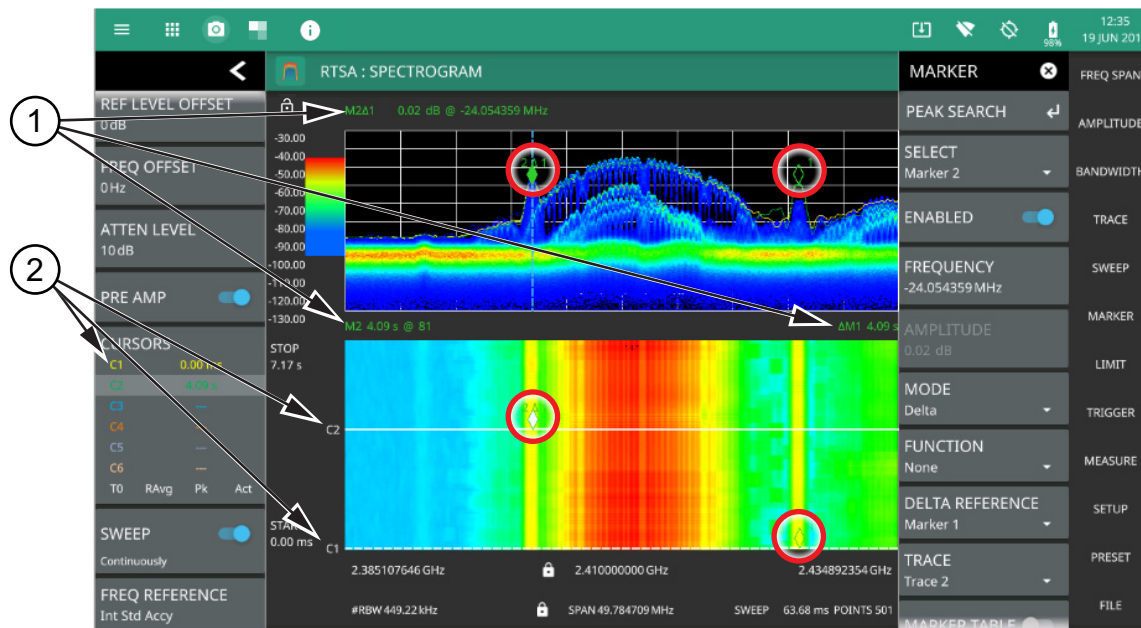 12:35
98%
19 JUN 201
RTSA : SPECTROGRAM
1
2
REF LEVEL OFFSET
0 dB
FREQ OFFSET
0 Hz
ATTEN LEVEL
10 dB
PRE AMP
CURSORS
C1 0.00 ms
C2 4.09 s
C3 ---
C4 ---
C5 ---
C6 ---
T0 RAvg Pk Act
SWEEP
Continuously
FREQ REFERENCE
Int Std Accy
M2Δ1 0.02 dB @ -24.054359 MHz
-30.00
-40.00
-50.00
-60.00
-70.00
-80.00
-90.00
-100.00
-110.00
-120.00
-130.00
2Δ1
1
M2 4.09 s @ 81
ΔM1 4.09 s
STOP
7.17 s
C2
START
0.00 ms
C1
2.385107646 GHz
2.410000000 GHz
2.434892354 GHz
#RBW 449.22 kHz
SPAN 49.784709 MHz
SWEEP 63.68 ms POINTS 501
MARKER
PEAK SEARCH
SELECT
Marker 2
ENABLED
FREQUENCY
-24.054359 MHz
AMPLITUDE
0.02 dB
MODE
Delta
FUNCTION
None
DELTA REFERENCE
Marker 1
TRACE
Trace 2
MARKER TABLE
FREQ SPAN
AMPLITUDE
BANDWIDTH
TRACE
SWEEP
MARKER
LIMIT
TRIGGER
MEASURE
SETUP
PRESET
FILE